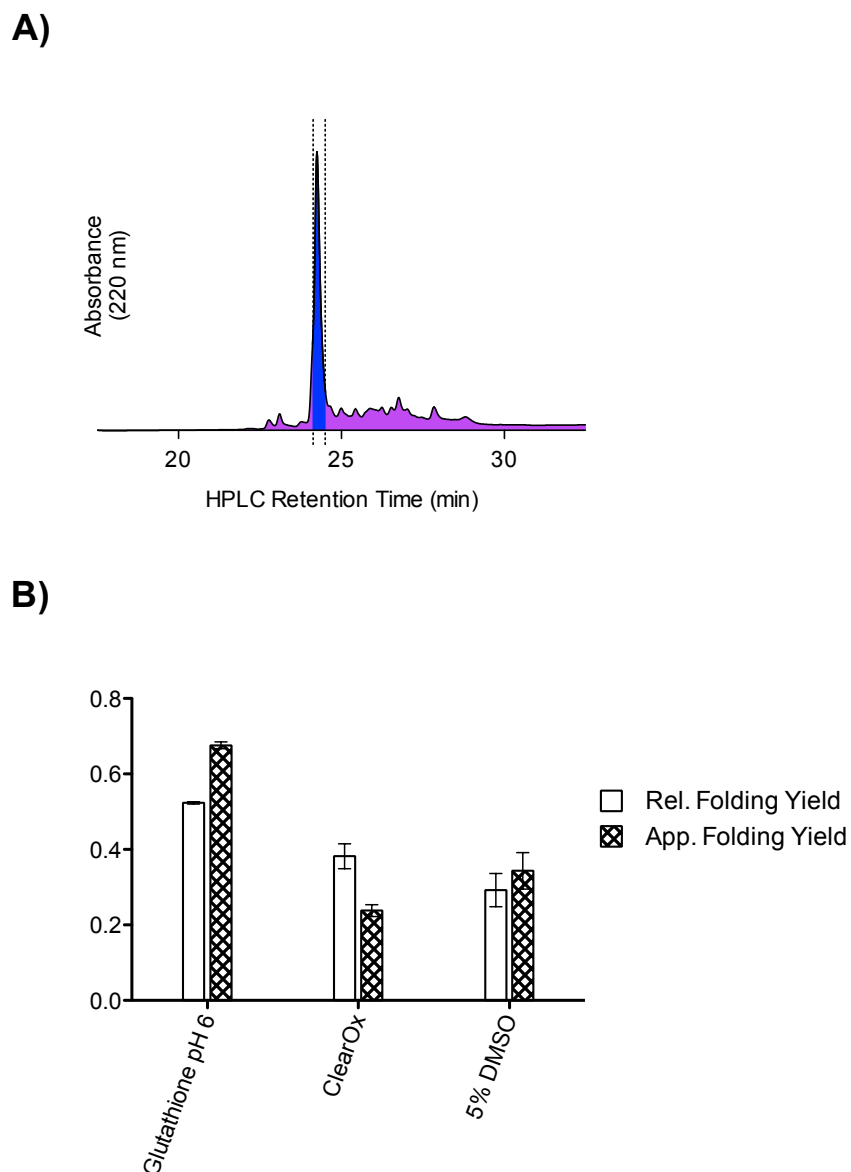 A)
Absorbance
(220 nm)
20 25 30
HPLC Retention Time (min)
B)
0.8
0.6
0.4
0.2
0.0
Glutathione pH 6
ClearOx
5% DMSO
Rel. Folding Yield
App. Folding Yield